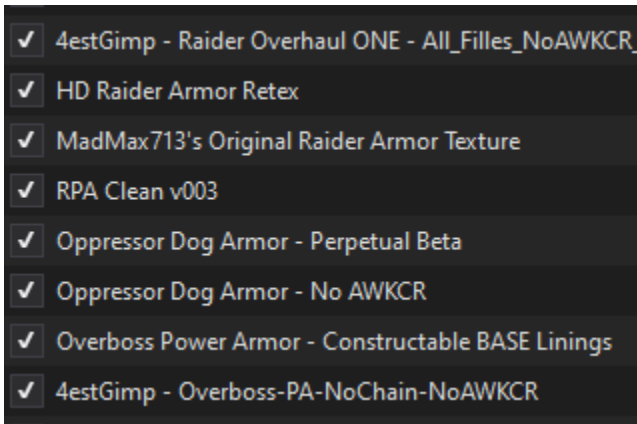 4estGimp - Raider Overhaul ONE - All_Filles_NoAWKCR_
HD Raider Armor Retex
MadMax713's Original Raider Armor Texture
RPA Clean v003
Oppressor Dog Armor - Perpetual Beta
Oppressor Dog Armor - No AWKCR
Overboss Power Armor - Constructable BASE Linings
4estGimp - Overboss-PA-NoChain-NoAWKCR